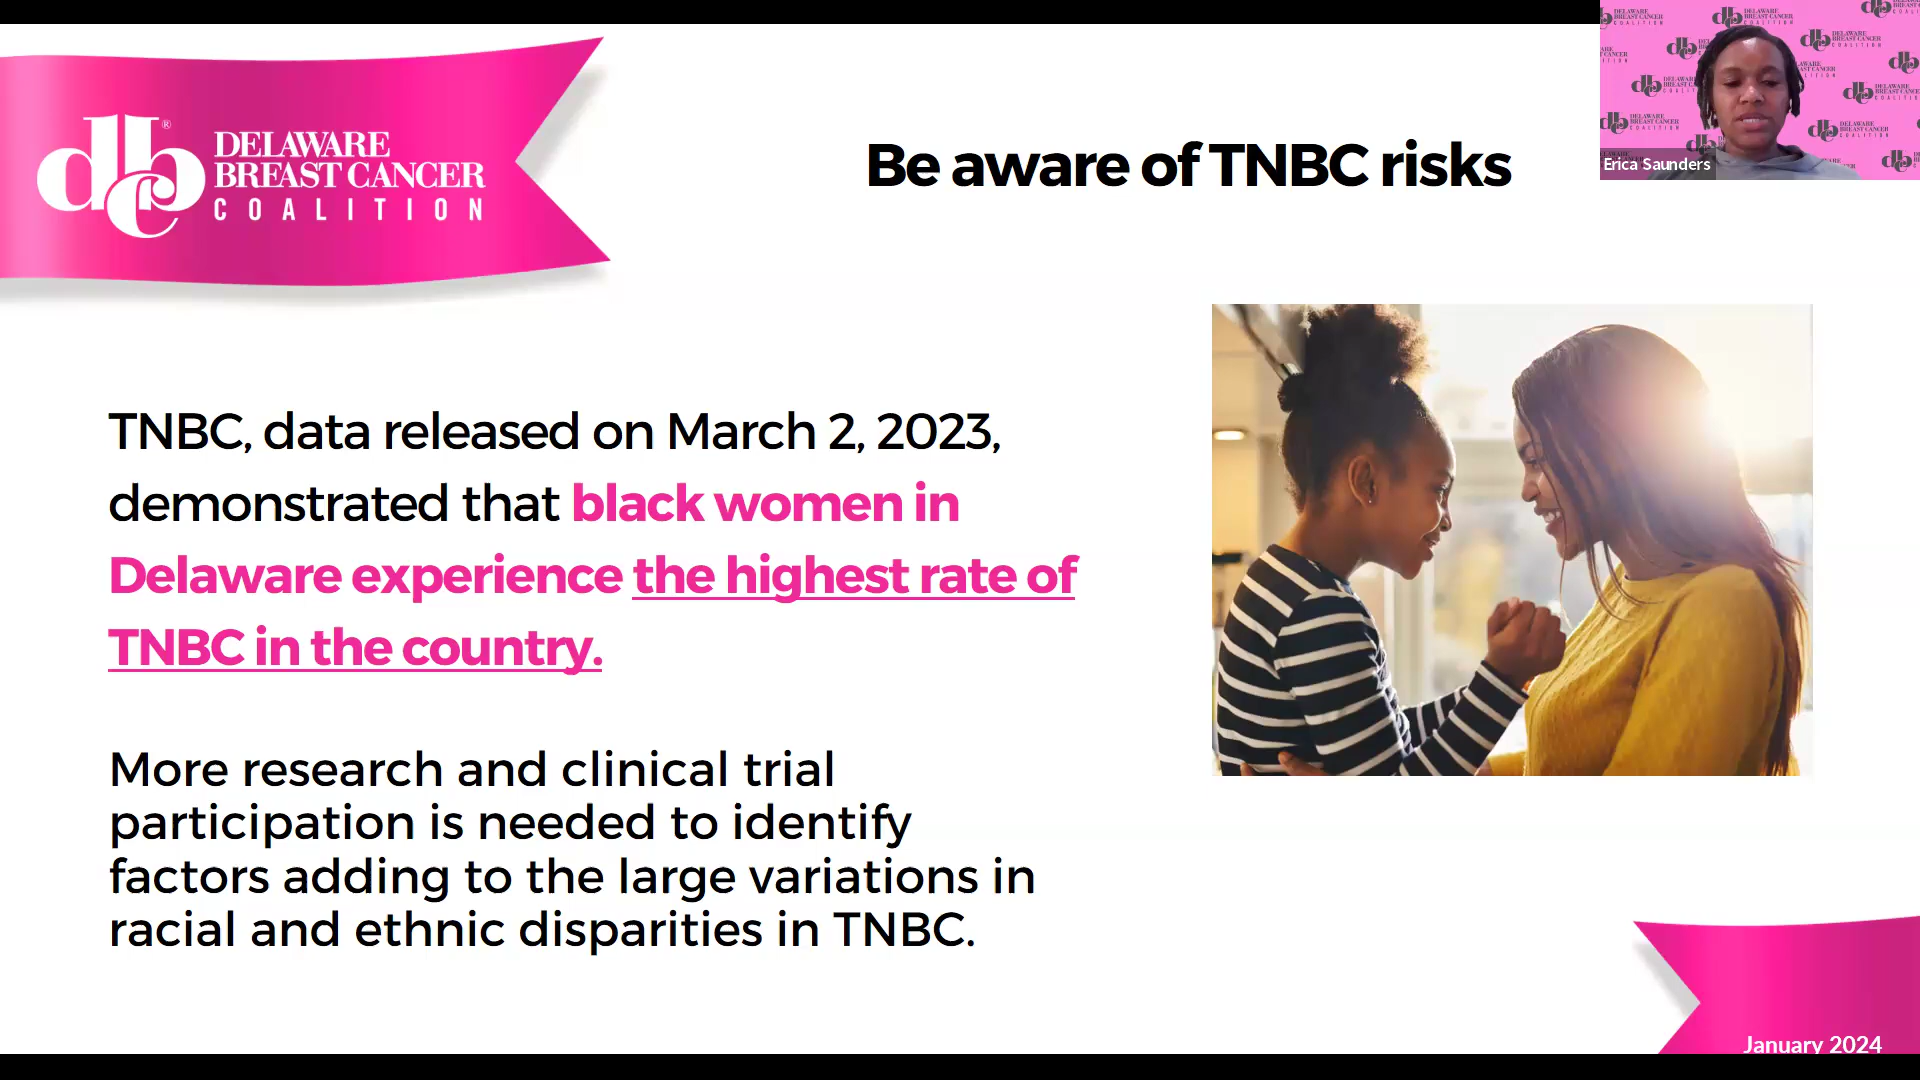 DELAWARE
BREAST CANCER
COALITION
dbcc
®
Be aware of TNBC risks
Erica Saunders
TNBC, data released on March 2, 2023,
demonstrated that black women in
Delaware experience the highest rate of
TNBC in the country.
More research and clinical trial
participation is needed to identify
factors adding to the large variations in
racial and ethnic disparities in TNBC.
January 2024